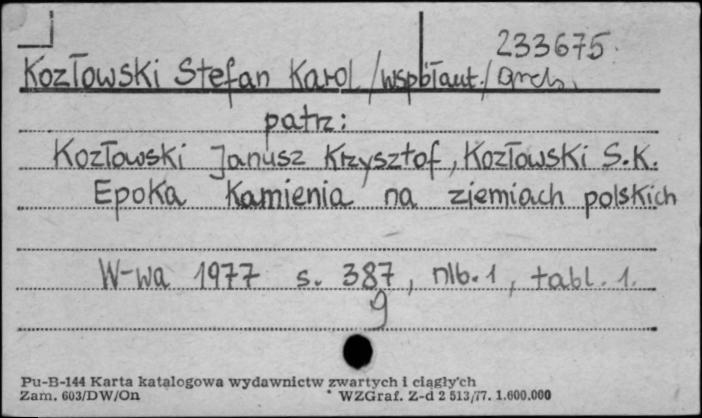 233675
Kozłowski Stefan Karol /współaut./ arch.
patrz:
Kozłowski Janusz Krzysztof, Kozłowski S.K.
Epoka Kamienia na ziemiach polskich
W-wa 1977 s. 387, nlb. 1, tabl. 1.
9
Pu-B-144 Karta katalogowa wydawnictw zwartych i ciągły'ch
Zam. 603/DW/On WZGraf. Z-d 2 513/77. 1.600.000